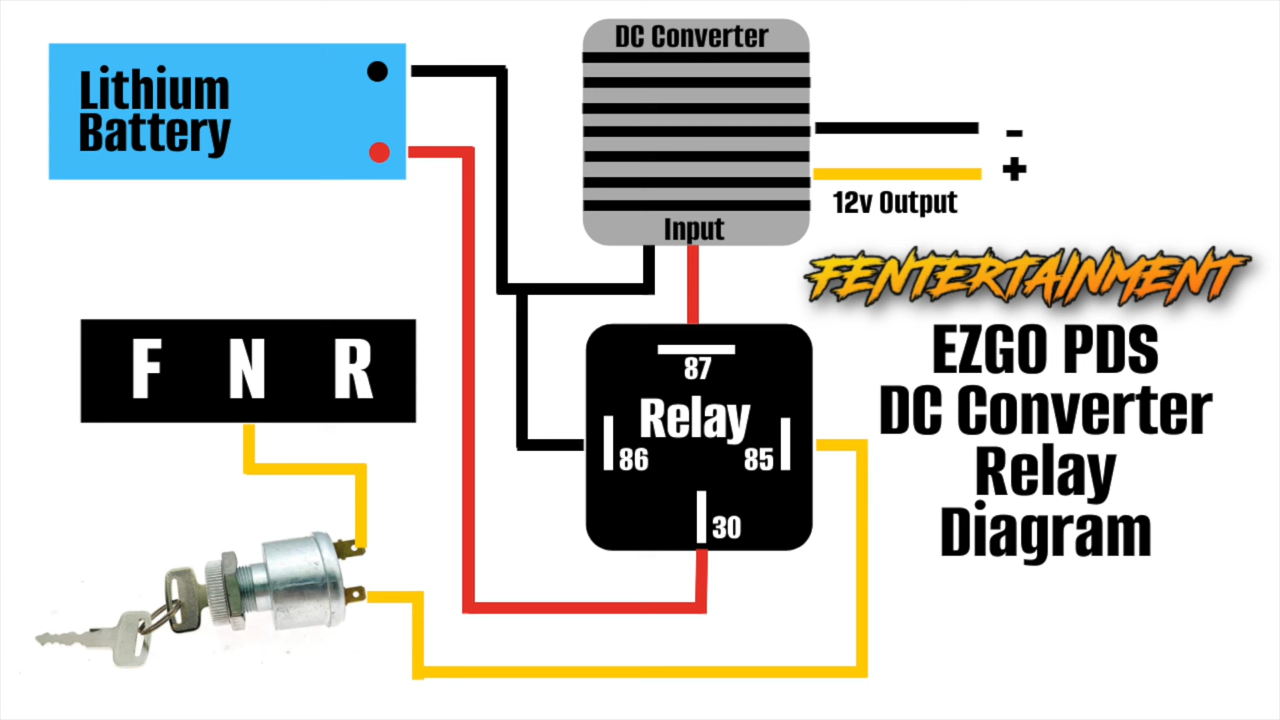 Lithium
Battery
DC Converter
Input
-
+
12v Output
FENTERTAINMENT
EZGO PDS
DC Converter
Relay
Diagram
F N R
87
Relay
86
85
30